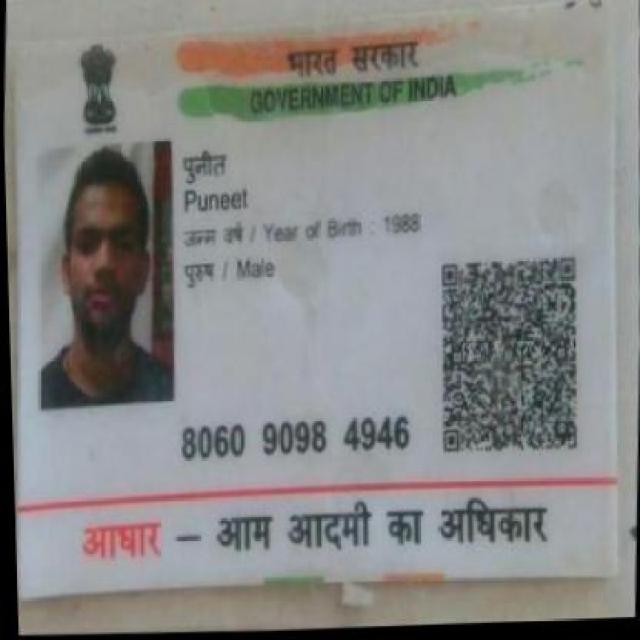 भारत सरकार
GOVERNMENT OF INDIA
पुनीत
Puneet
जन्म वर्ष / Year of Birth : 1988
पुरुष / Male
8060 9098 4946
आधार – आम आदमी का अधिकार